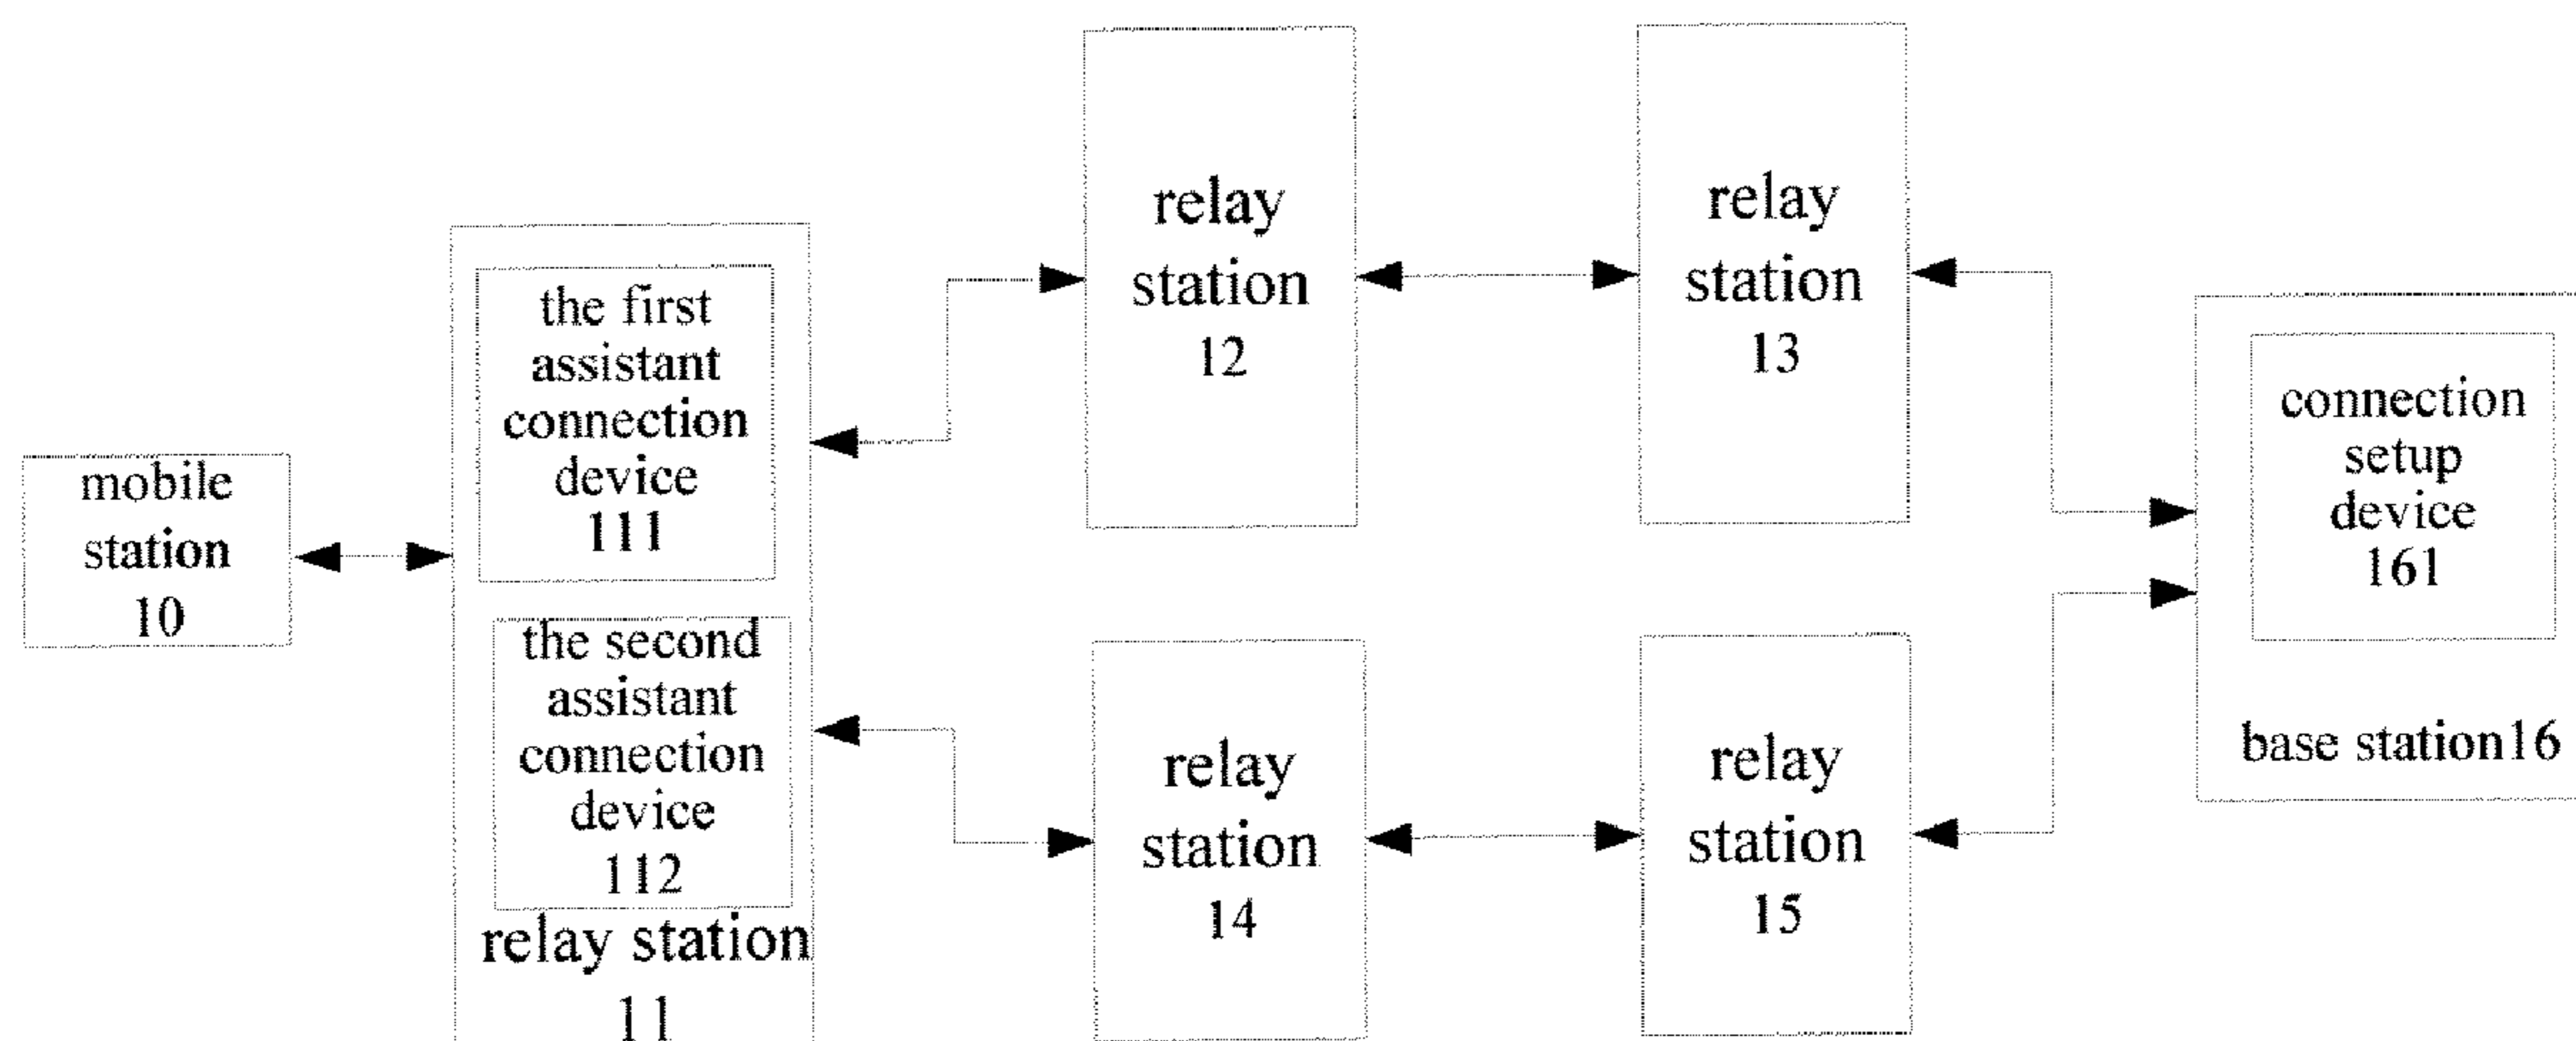 mobile
station
10
the first
assistant
connection
device
111
the second
assistant
connection
device
112
relay station
11
relay
station
12
relay
station
13
relay
station
14
relay
station
15
connection
setup
device
161
base station16